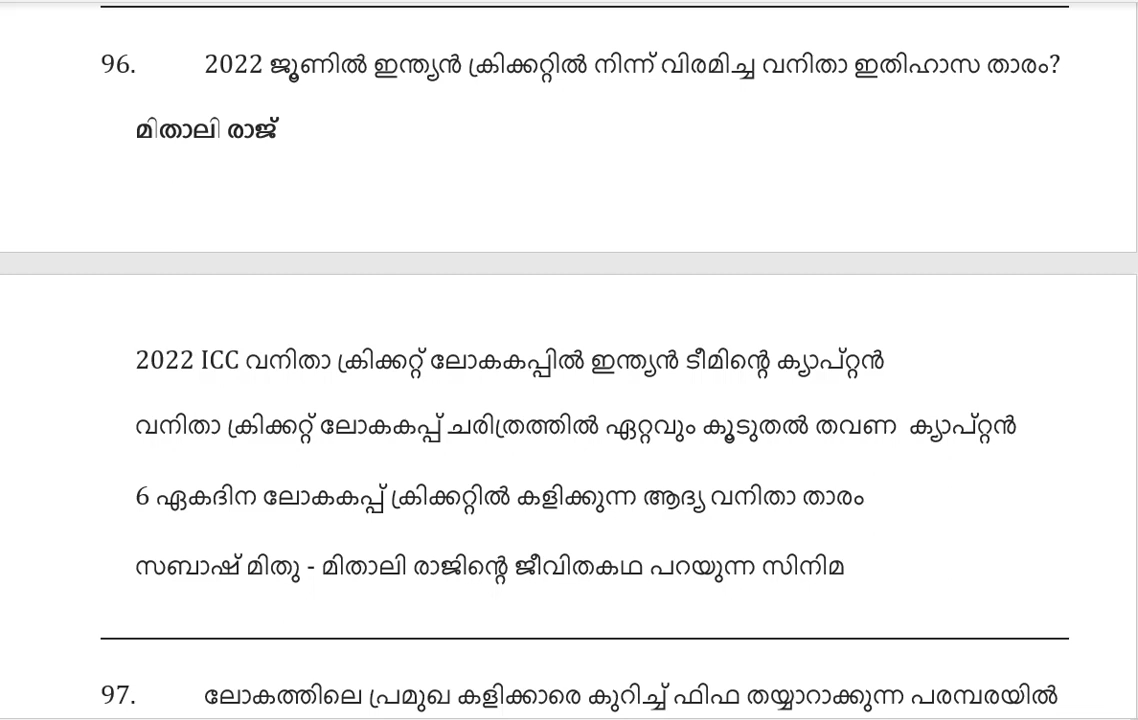 96. 2022 ജൂണിൽ ഇന്ത്യൻ ക്രിക്കറ്റിൽ നിന്ന് വിരമിച്ച വനിതാ ഇതിഹാസ താരം?
മിതാലി രാജ്
2022 ICC വനിതാ ക്രിക്കറ്റ് ലോകകപ്പിൽ ഇന്ത്യൻ ടീമിന്റെ ക്യാപ്റ്റൻ
വനിതാ ക്രിക്കറ്റ് ലോകകപ്പ് ചരിത്രത്തിൽ ഏറ്റവും കൂടുതൽ തവണ ക്യാപ്റ്റൻ
6 ഏകദിന ലോകകപ്പ് ക്രിക്കറ്റിൽ കളിക്കുന്ന ആദ്യ വനിതാ താരം
സബാഷ് മിതു - മിതാലി രാജിന്റെ ജീവിതകഥ പറയുന്ന സിനിമ
97. ലോകത്തിലെ പ്രമുഖ കളിക്കാരെ കുറിച്ച് ഫിഫ തയ്യാറാക്കുന്ന പരമ്പരയിൽ